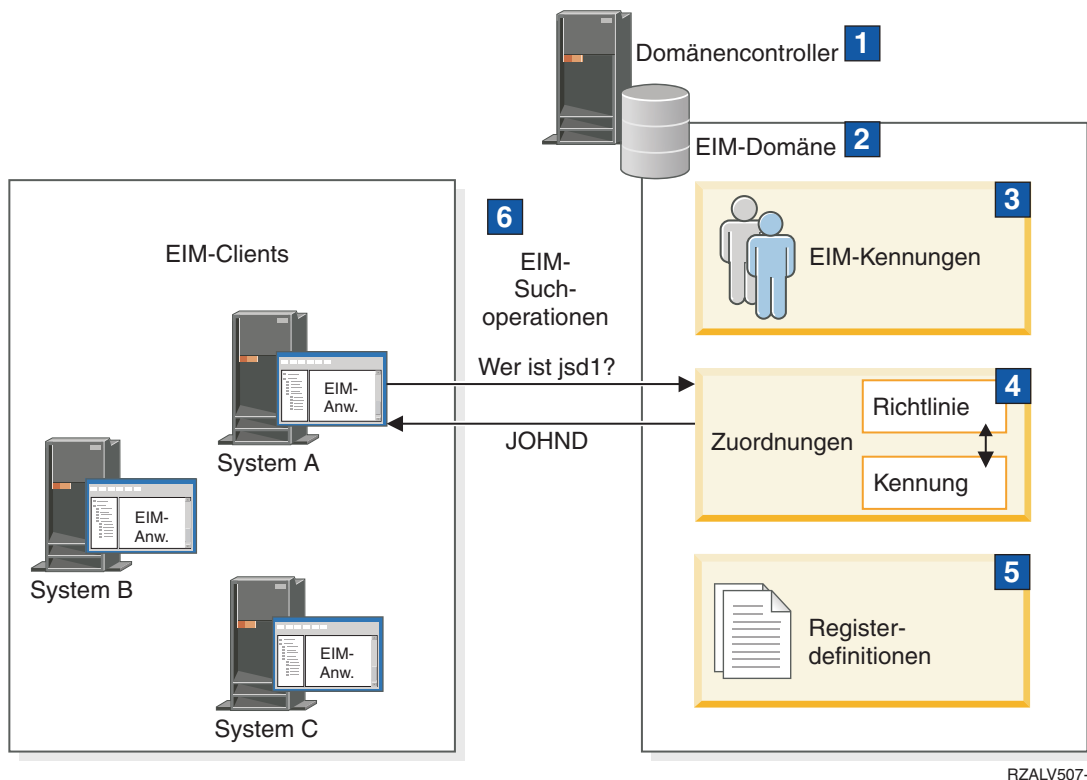 Domänencontroller 1
EIM-Domäne 2
3
EIM-Kennungen
6
EIM-
Such-
operationen
EIM-Clients
Wer ist jsd1?
JOHND
EIM-
Anw.
System A
EIM-
Anw.
System B
EIM-
Anw.
System C
4
Zuordnungen
Richtlinie
Kennung
5
Register-
definitionen
RZALV507-